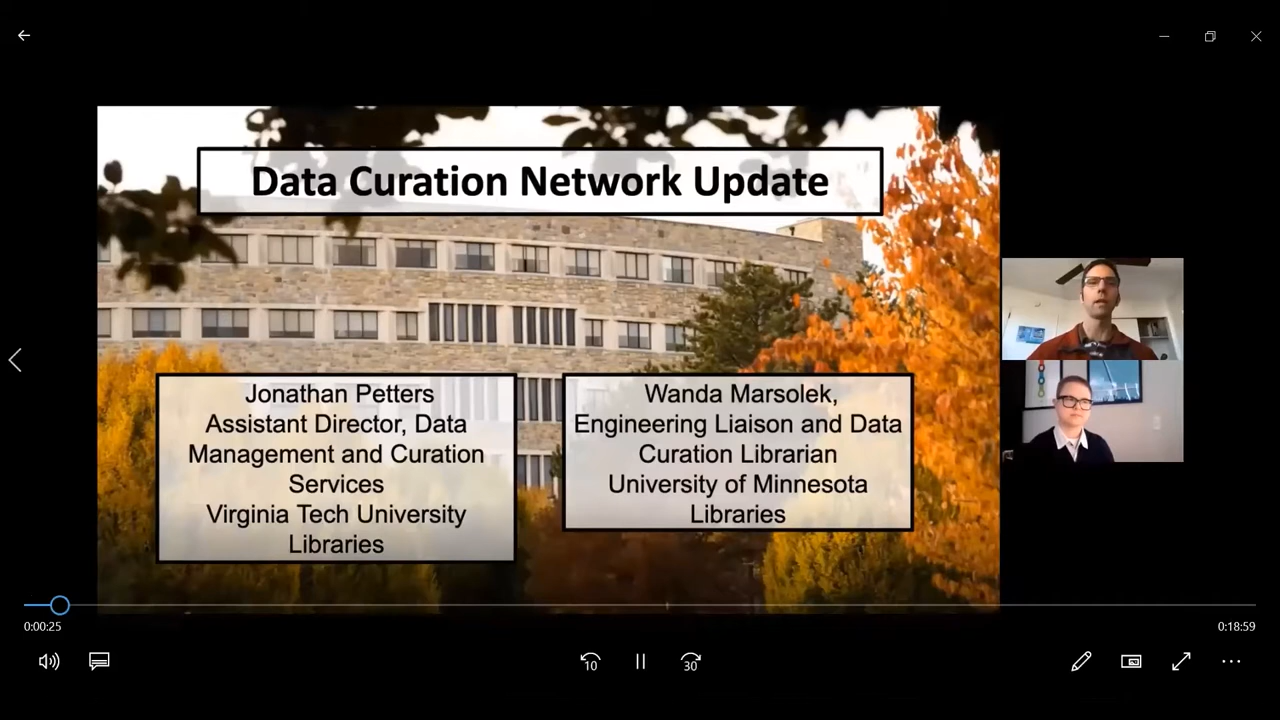 Data Curation Network Update
Jonathan Petters
Assistant Director, Data
Management and Curation
Services
Virginia Tech University
Libraries
Wanda Marsolek,
Engineering Liaison and Data
Curation Librarian
University of Minnesota
Libraries
0:00:25
0:18:59
10
30